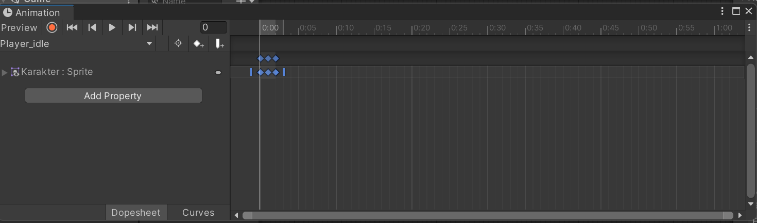 Animation
Preview
0
0:00
0:05
0:10
0:15
0:20
0:25
0:30
0:35
0:40
0:45
0:50
0:55
1:00
Player_idle
Karakter : Sprite
Add Property
Dopesheet
Curves